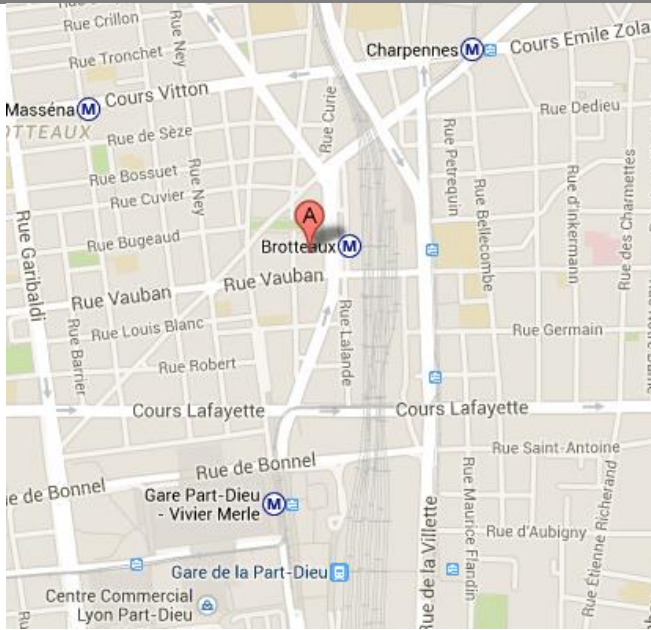 Rue Crillon
Rue Ney
Charpennes M
Cours Emile Zola
Rue Tronchet
Masséna M
Cours Vitton
Rue Curie
Rue Dedieu
OTTEAUX
Rue de Sèze
Rue Petrequin
Rue Bossuet
Rue Ney
Rue Cuvier
Rue Bellecombe
Rue d'inkermann
Rue des Charmettes
A
Rue Garibaldi
Rue Bugeaud
Brotteaux M
Rue Vauban
Rue Vauban
Rue Louis Blanc
Rue Lalande
Rue Germain
Rue Barrier
Rue Robert
Cours Lafayette
Cours Lafayette
Rue Saint-Antoine
Rue de Bonnel
ue de Bonnel
Gare Part-Dieu
- Vivier Merle M
Rue de la Villette
Rue Maurice Flandin
Rue d'Aubigny
Rue Étienne Richerand
Gare de la Part-Dieu
Centre Commercial
Lyon Part-Dieu
Ru